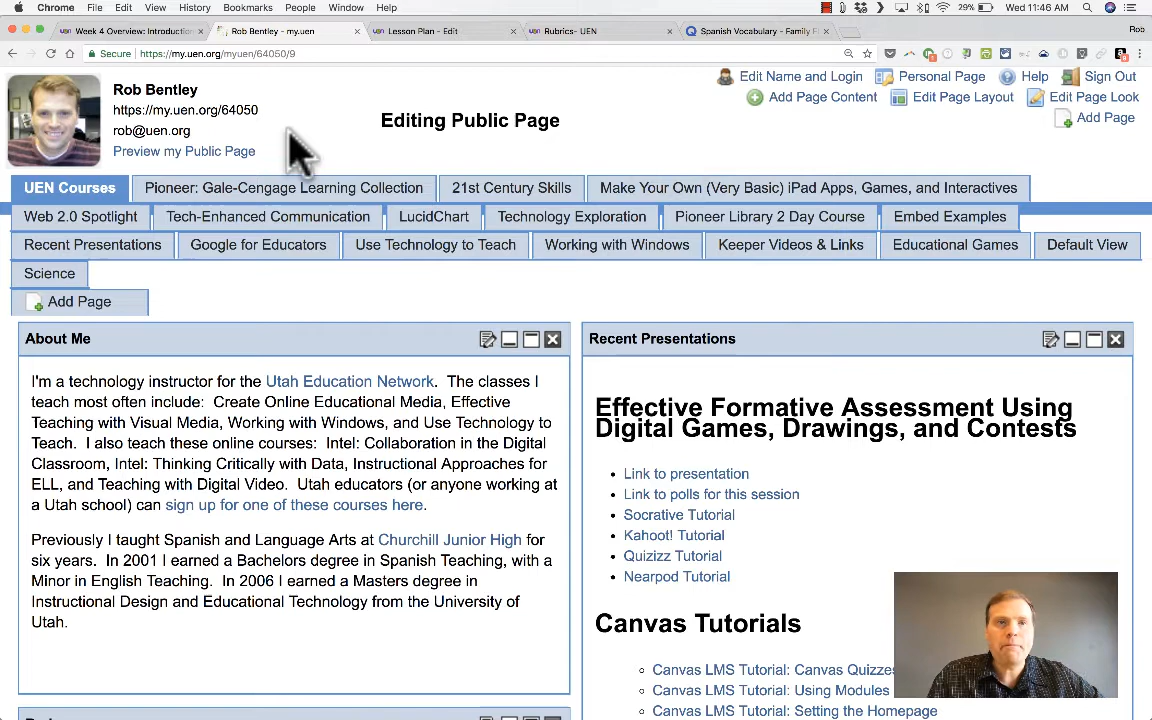 Chrome File Edit View History Bookmarks People Window Help 29% Wed 11:46 AM
Week 4 Overview: Introduction Rob Bentley - my.uen Lesson Plan - Edit Rubrics- UEN Spanish Vocabulary - Family F Rob
Secure https://my.uen.org/myuen/64050/9
Rob Bentley
https://my.uen.org/64050
rob@uen.org
Preview my Public Page
Editing Public Page
Edit Name and Login Personal Page Help Sign Out
Add Page Content Edit Page Layout Edit Page Look
Add Page
UEN Courses Pioneer: Gale-Cengage Learning Collection 21st Century Skills Make Your Own (Very Basic) iPad Apps, Games, and Interactives
Web 2.0 Spotlight Tech-Enhanced Communication LucidChart Technology Exploration Pioneer Library 2 Day Course Embed Examples
Recent Presentations Google for Educators Use Technology to Teach Working with Windows Keeper Videos & Links Educational Games Default View
Science
Add Page
About Me
I'm a technology instructor for the Utah Education Network. The classes I
teach most often include: Create Online Educational Media, Effective
Teaching with Visual Media, Working with Windows, and Use Technology to
Teach. I also teach these online courses: Intel: Collaboration in the Digital
Classroom, Intel: Thinking Critically with Data, Instructional Approaches for
ELL, and Teaching with Digital Video. Utah educators (or anyone working at
a Utah school) can sign up for one of these courses here.
Previously I taught Spanish and Language Arts at Churchill Junior High for
six years. In 2001 I earned a Bachelors degree in Spanish Teaching, with a
Minor in English Teaching. In 2006 I earned a Masters degree in
Instructional Design and Educational Technology from the University of
Utah.
Recent Presentations
Effective Formative Assessment Using
Digital Games, Drawings, and Contests
Link to presentation
Link to polls for this session
Socrative Tutorial
Kahoot! Tutorial
Quizizz Tutorial
Nearpod Tutorial
Canvas Tutorials
Canvas LMS Tutorial: Canvas Quizzes
Canvas LMS Tutorial: Using Modules
Canvas LMS Tutorial: Setting the Homepage